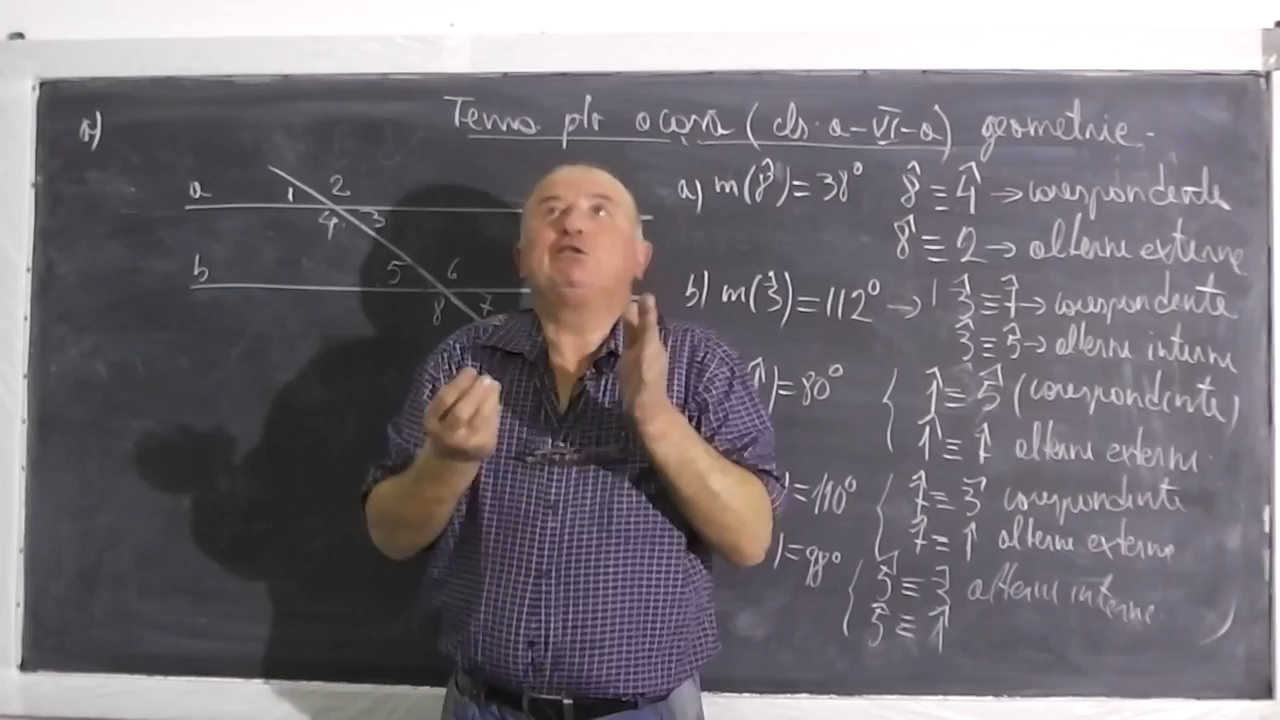 Tema ptr acasă (cls. a-VI-a) geometrie.
a) m(8̂)=38° 8̂ ≡ 4̂ → corespondente
a 1 2
4 3
8̂ ≡ 2 → alterne externe
b 5 6
8 7
b) m(3̂)=112° → 3̂ ≡ 7̂ → corespondente
3̂ ≡ 5̂ → alterne interne
)=80° { 1̂ ≡ 5̂ (corespondente)
1̂ ≡ 7̂ alterne externe.
)=110° { 7̂ ≡ 3̂ corespondente
7̂ ≡ 1̂ alterne externe
)=98° { 5̂ ≡ 3̂ alterne interne.
5̂ ≡ 1̂